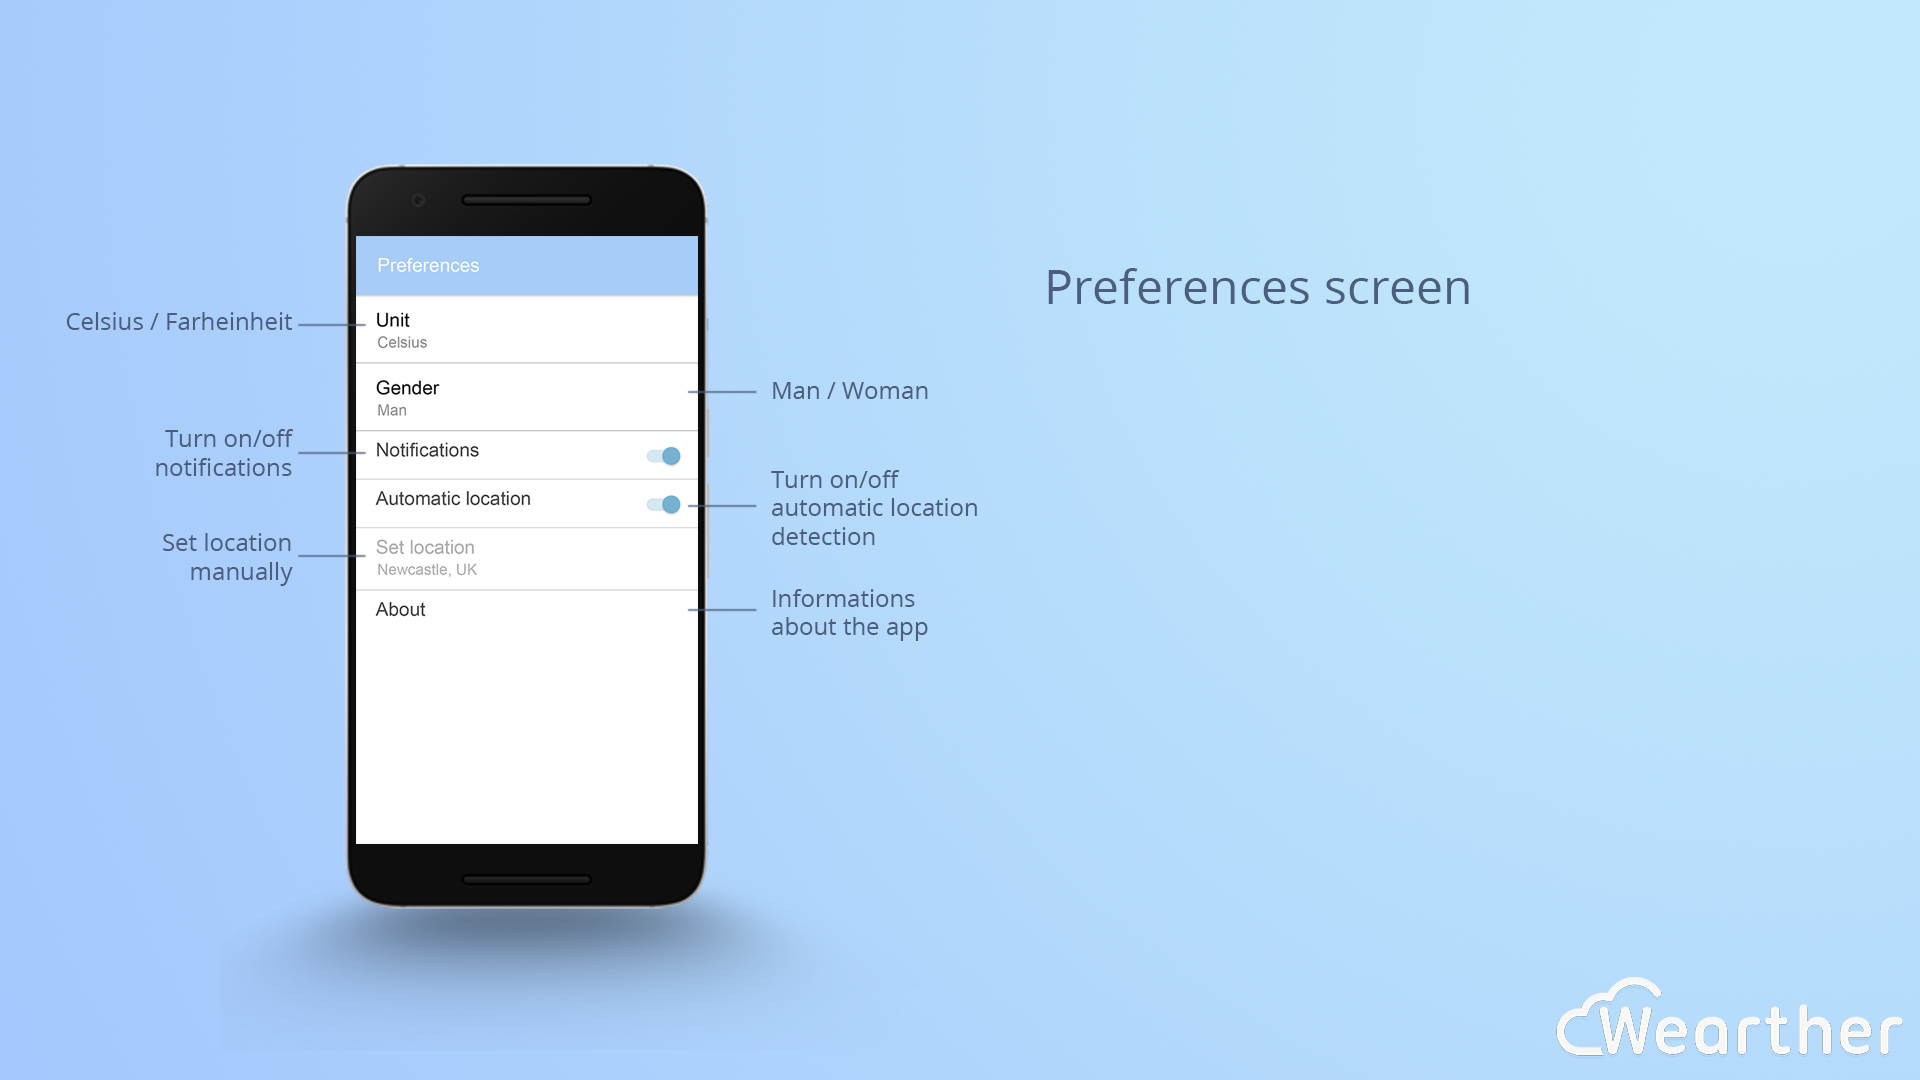 Preferences screen
Preferences
Celsius / Farheinheit
Unit
Celsius
Gender
Man
Man / Woman
Turn on/off
notifications
Notifications
Automatic location
Turn on/off
automatic location
detection
Set location
manually
Set location
Newcastle, UK
About
Informations
about the app
Wearther